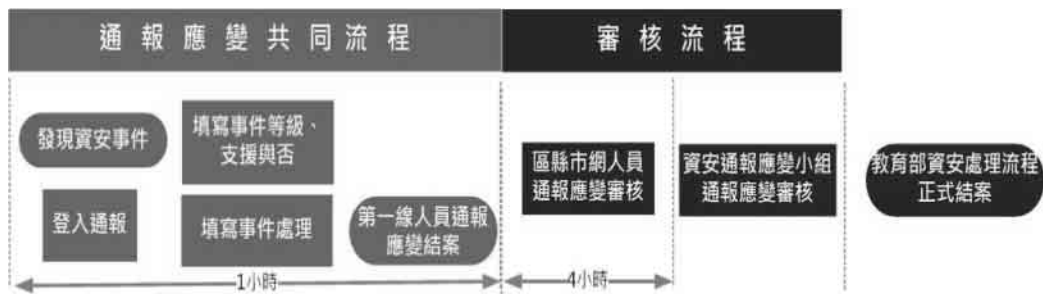 通報應變共同流程
審核流程
發現資安事件
登入通報
填寫事件等級、
支援與否
填寫事件處理
第一線人員通報
應變結案
區縣市網人員
通報應變審核
資安通報應變小組
通報應變審核
教育部資安處理流程
正式結案
1小時
4小時